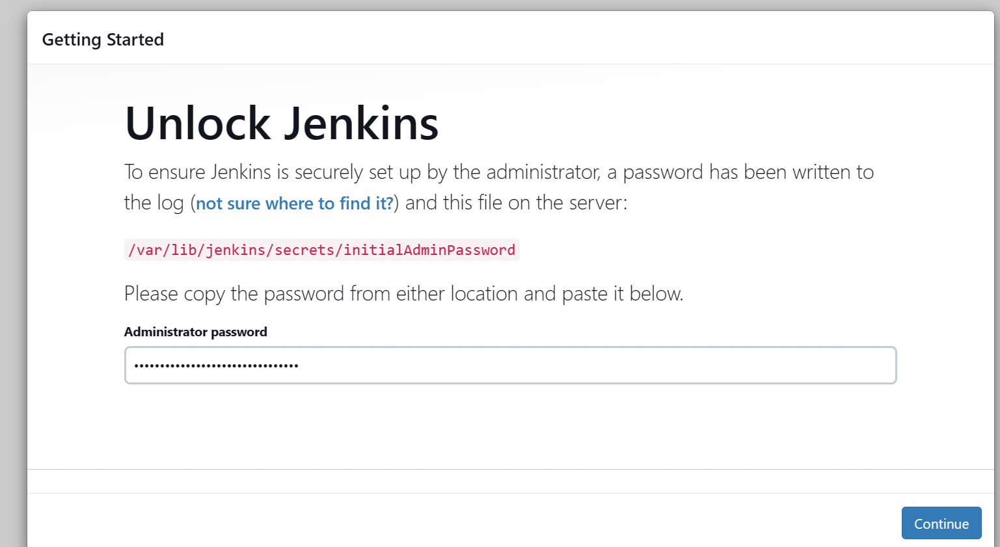 Getting Started
Unlock Jenkins
To ensure Jenkins is securely set up by the administrator, a password has been written to
the log (not sure where to find it?) and this file on the server:
/var/lib/jenkins/secrets/initialAdminPassword
Please copy the password from either location and paste it below.
Administrator password
••••••••••••••••••••••••••••••••
Continue